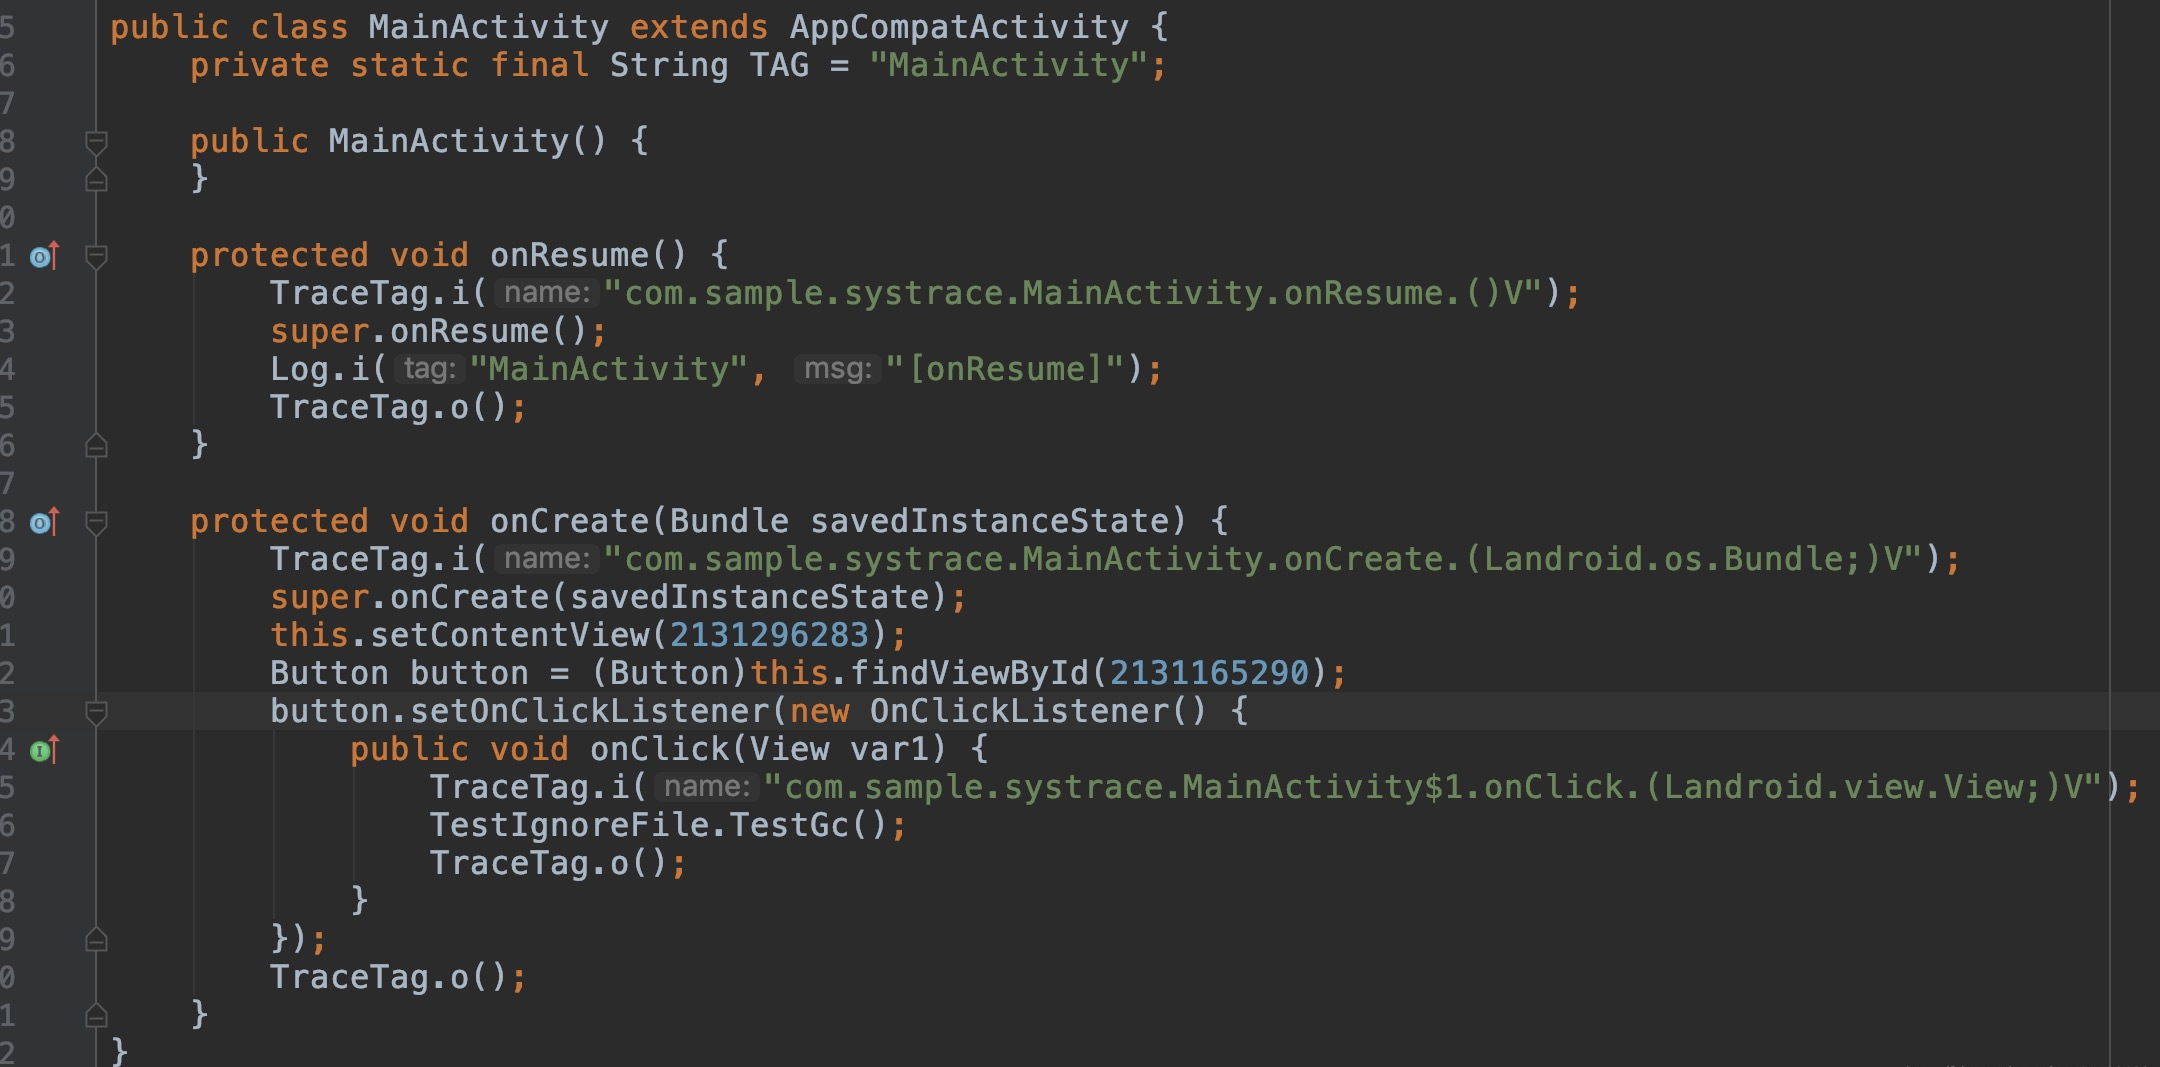 5 public class MainActivity extends AppCompatActivity {
6 private static final String TAG = "MainActivity";
7
8 public MainActivity() {
9 }
0
1 protected void onResume() {
2 TraceTag.i( name: "com.sample.systrace.MainActivity.onResume.()V");
3 super.onResume();
4 Log.i( tag: "MainActivity", msg: "[onResume]");
5 TraceTag.o();
6 }
7
8 protected void onCreate(Bundle savedInstanceState) {
9 TraceTag.i( name: "com.sample.systrace.MainActivity.onCreate.(Landroid.os.Bundle;)V");
0 super.onCreate(savedInstanceState);
1 this.setContentView(2131296283);
2 Button button = (Button)this.findViewById(2131165290);
3 button.setOnClickListener(new OnClickListener() {
4 public void onClick(View var1) {
5 TraceTag.i( name: "com.sample.systrace.MainActivity$1.onClick.(Landroid.view.View;)V");
6 TestIgnoreFile.TestGc();
7 TraceTag.o();
8 }
9 });
0 TraceTag.o();
1 }
2 }